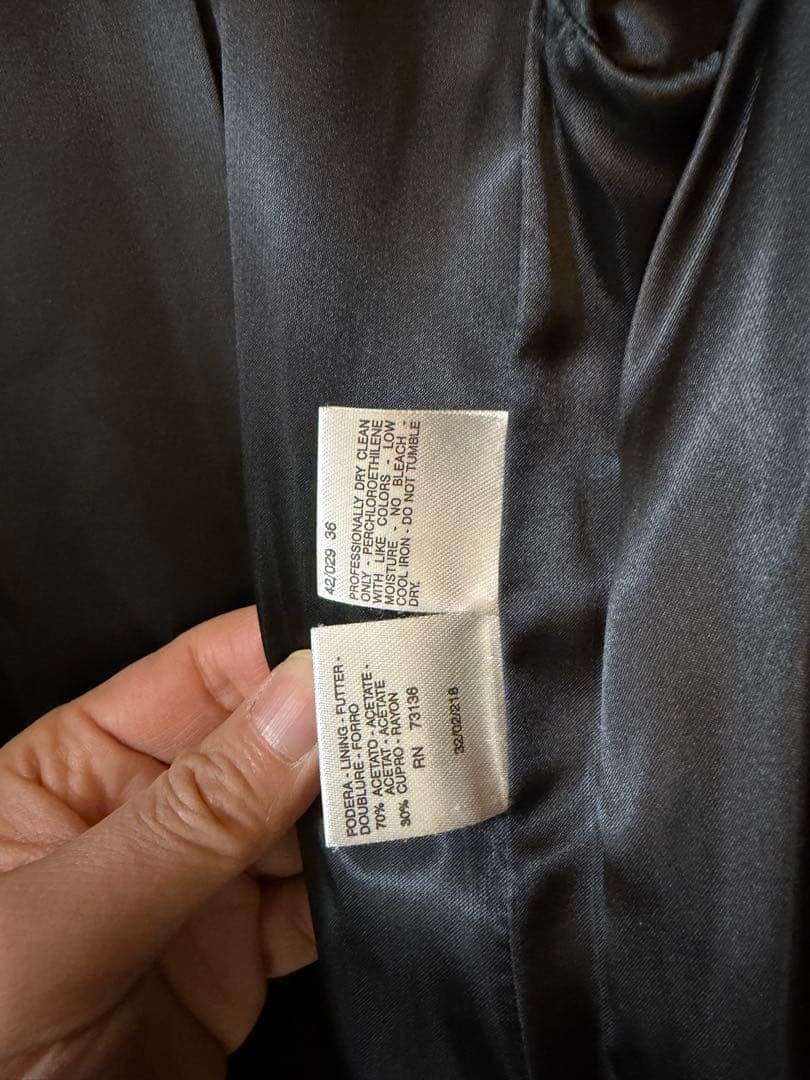 42/029 36
PROFESSIONALLY DRY CLEAN
ONLY - PERCHLOROETHILENE
WITH LIKE COLORS - LOW
MOISTURE - NO BLEACH -
COOL IRON - DO NOT TUMBLE
DRY.
FODERA - LINING - FUTTER -
DOUBLURE - FORRO
70% ACETATO - ACETATE -
ACETAT - ACETATE
30% CUPRO - RAYON
RN 73136
32/02/218